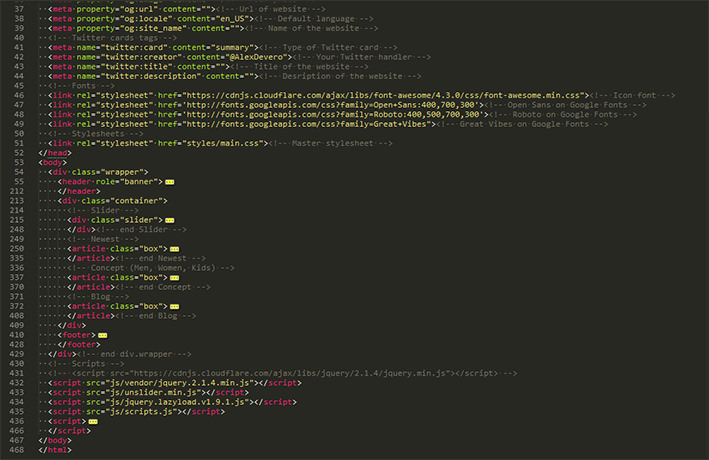 37 <meta property="og:url" content=""><!-- Url of website -->
38 <meta property="og:locale" content="en_US"><!-- Default language -->
39 <meta property="og:site_name" content=""><!-- Name of the website -->
40 <!-- Twitter cards tags -->
41 <meta name="twitter:card" content="summary"><!-- Type of Twitter card -->
42 <meta name="twitter:creator" content="@AlexDevero"><!-- Your Twitter handler -->
43 <meta name="twitter:title" content=""><!-- Title of the website -->
44 <meta name="twitter:description" content=""><!-- Desription of the website -->
45 <!-- Fonts -->
46 <link rel="stylesheet" href="https://cdnjs.cloudflare.com/ajax/libs/font-awesome/4.3.0/css/font-awesome.min.css"><!-- Icon font -->
47 <link rel="stylesheet" href='http://fonts.googleapis.com/css?family=Open+Sans:400,700,300'><!-- Open Sans on Google Fonts -->
48 <link rel="stylesheet" href='http://fonts.googleapis.com/css?family=Roboto:400,500,700,300'><!-- Roboto on Google Fonts -->
49 <link rel="stylesheet" href="http://fonts.googleapis.com/css?family=Great+Vibes"><!-- Great Vibes on Google Fonts -->
50 <!-- Stylesheets -->
51 <link rel="stylesheet" href="styles/main.css"><!-- Master stylesheet -->
52 </head>
53 <body>
54 <div class="wrapper">
55 <header role="banner">
212 </header>
213 <div class="container">
214 <!-- Slider -->
215 <div class="slider">
248 </div><!-- end Slider -->
249 <!-- Newest -->
250 <article class="box">
335 </article><!-- end Newest -->
336 <!-- Concept (Men, Women, Kids) -->
337 <article class="box">
370 </article><!-- end Concept -->
371 <!-- Blog -->
372 <article class="box">
408 </article><!-- end Blog -->
409 </div>
410 <footer>
428 </footer>
429 </div><!-- end div.wrapper -->
430 <!-- Scripts -->
431 <!-- <script src="https://cdnjs.cloudflare.com/ajax/libs/jquery/2.1.4/jquery.min.js"></script> -->
432 <script src="js/vendor/jquery.2.1.4.min.js"></script>
433 <script src="js/unslider.min.js"></script>
434 <script src="js/jquery.lazyload.v1.9.1.js"></script>
435 <script src="js/scripts.js"></script>
436 <script>
466 </script>
467 </body>
468 </html>